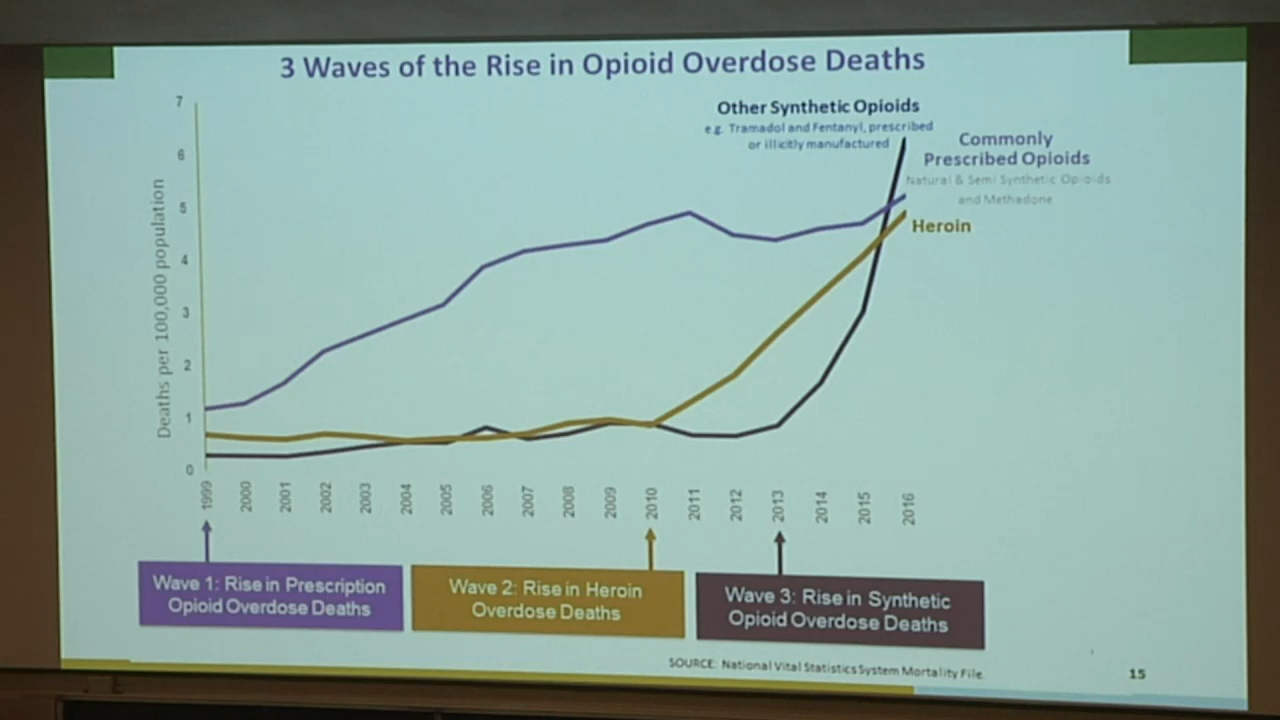 3 Waves of the Rise in Opioid Overdose Deaths
Other Synthetic Opioids
e.g. Tramadol and Fentanyl, prescribed
or illicitly manufactured
Commonly
Prescribed Opioids
Natural & Semi Synthetic Opioids
and Methadone
Heroin
Deaths per 100,000 population
7
6
5
4
3
2
1
0
1999
2000
2001
2002
2003
2004
2005
2006
2007
2008
2009
2010
2011
2012
2013
2014
2015
2016
Wave 1: Rise in Prescription
Opioid Overdose Deaths
Wave 2: Rise in Heroin
Overdose Deaths
Wave 3: Rise in Synthetic
Opioid Overdose Deaths
SOURCE: National Vital Statistics System Mortality File.
15